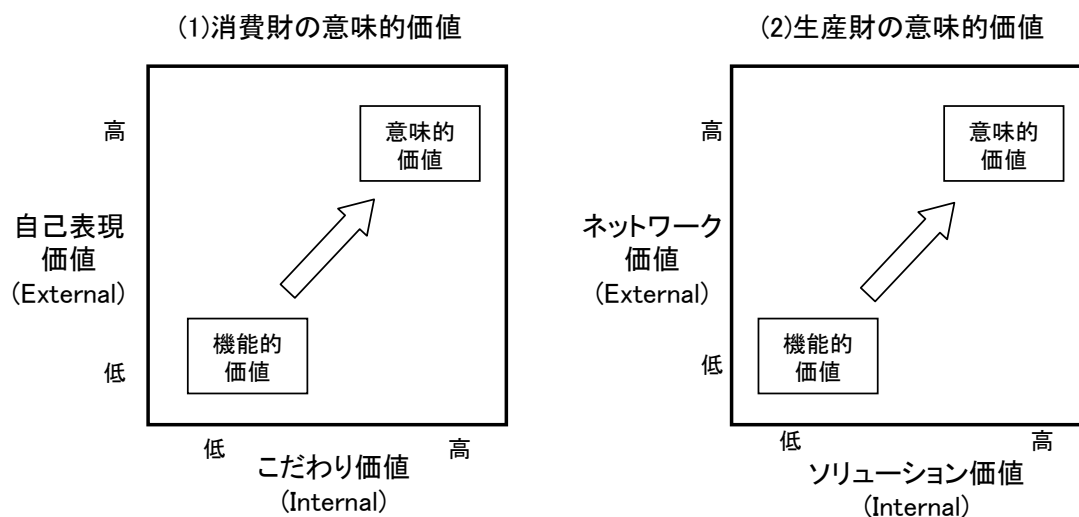 (1)消費財の意味的価値
高
意味的
価値
自己表現
価値
(External)
機能的
価値
低
低
高
こだわり価値
(Internal)
(2)生産財の意味的価値
高
意味的
価値
ネットワーク
価値
(External)
機能的
価値
低
低
高
ソリューション価値
(Internal)